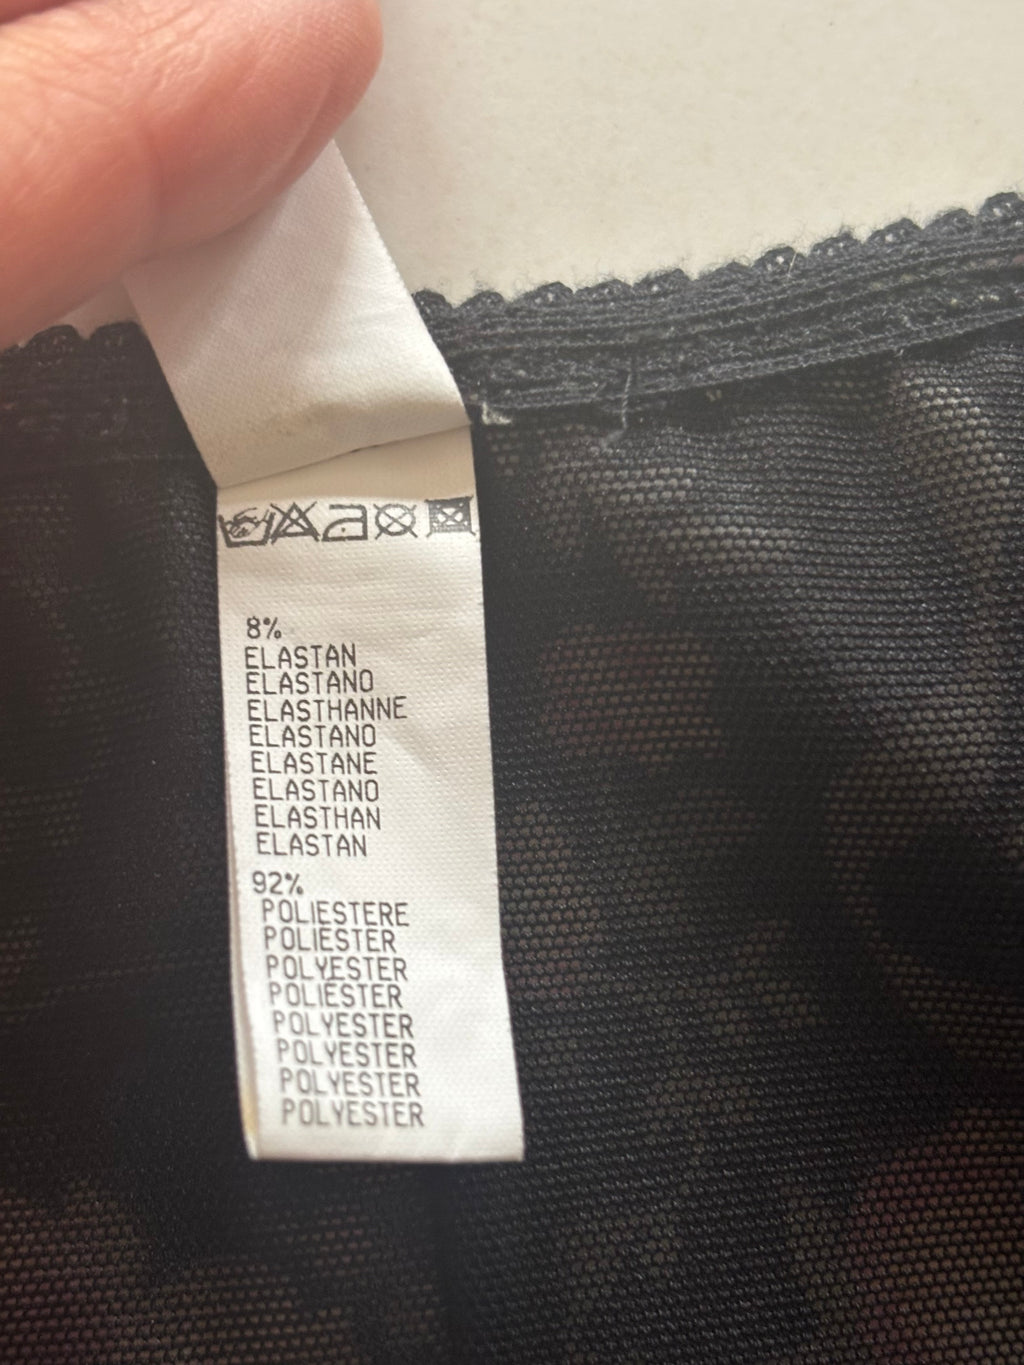 8%
ELASTAN
ELASTANO
ELASTHANNE
ELASTANO
ELASTANE
ELASTANO
ELASTHAN
ELASTAN
92%
POLIESTERE
POLIESTER
POLYESTER
POLIÉSTER
POLYESTER
POLYESTER
POLYESTER
POLYESTER